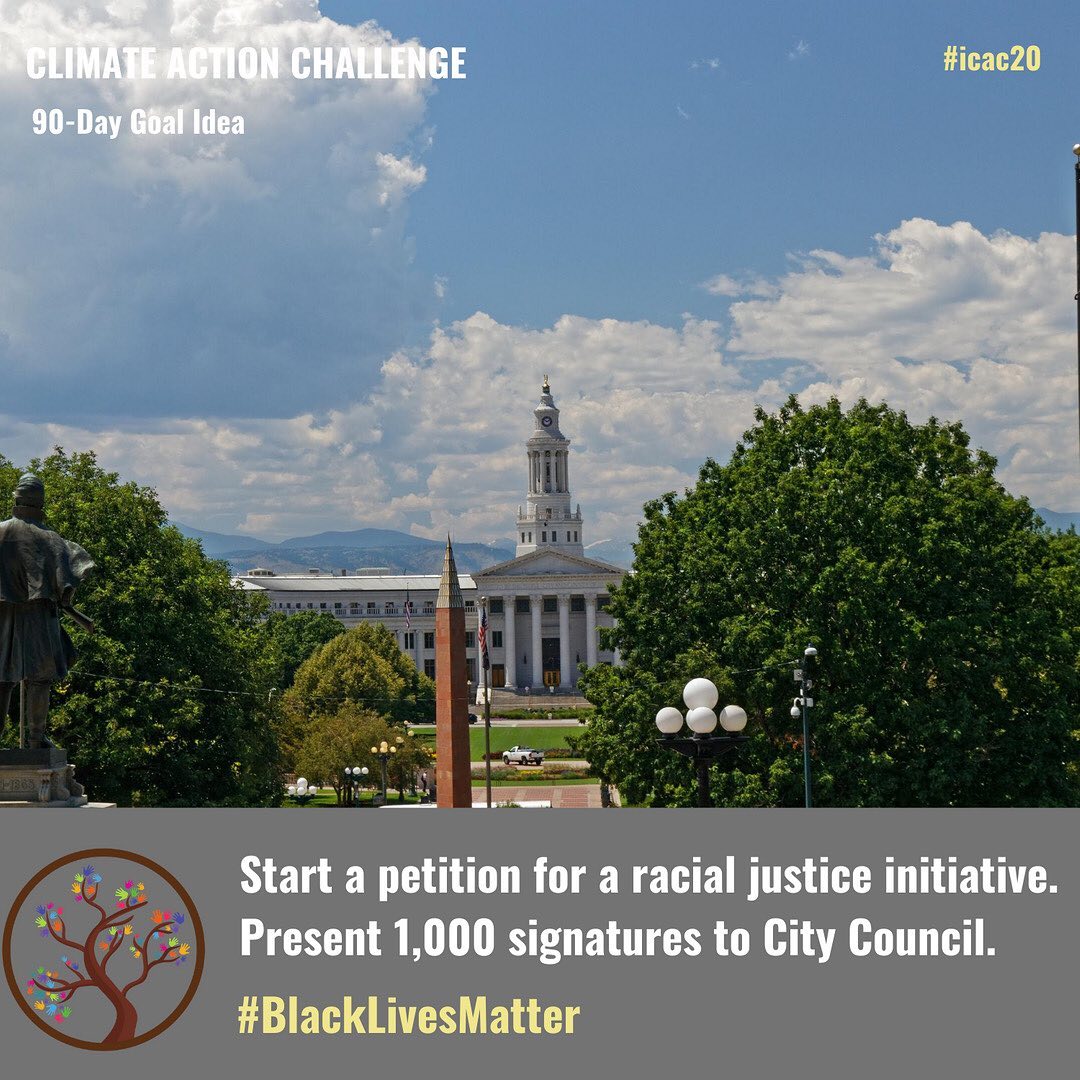 CLIMATE ACTION CHALLENGE
#icac20
90-Day Goal Idea
Start a petition for a racial justice initiative.
Present 1,000 signatures to City Council.
#BlackLivesMatter